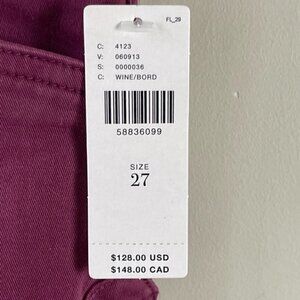 FL_29
C: 4123
V: 060913
S: 0000036
C: WINE/BORD
58836099
SIZE
27
$128.00 USD
$148.00 CAD